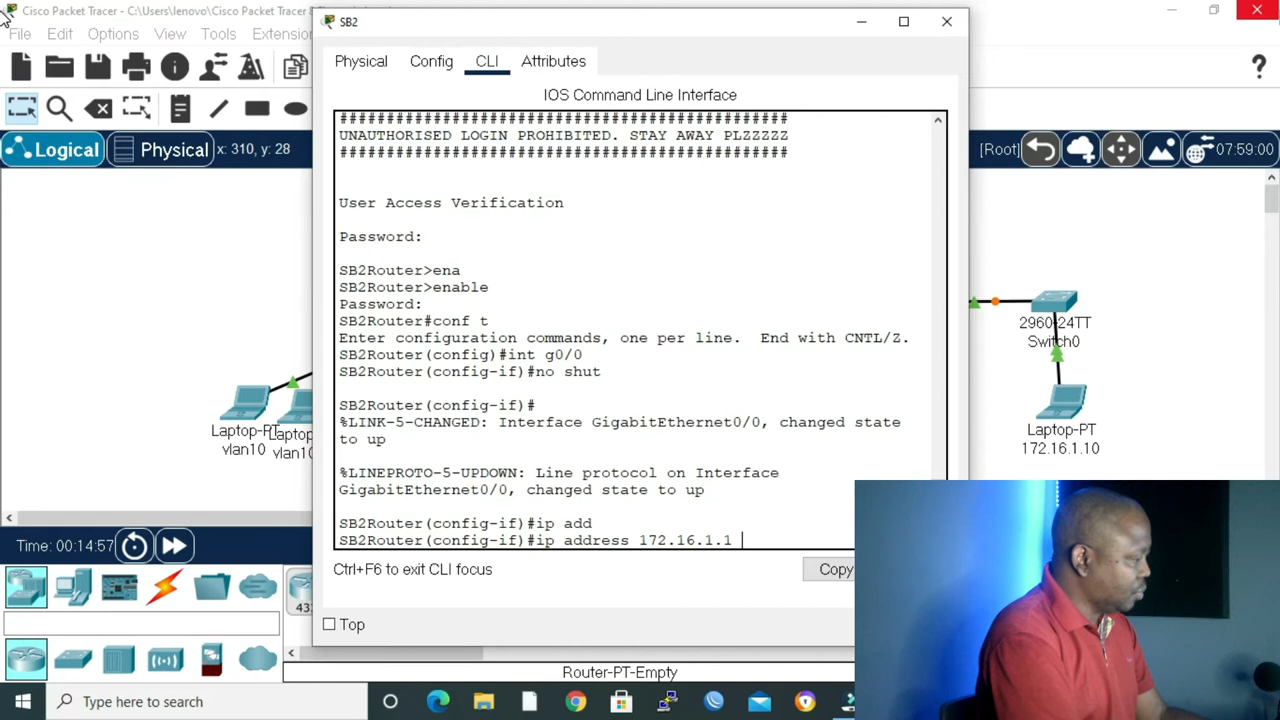 Cisco Packet Tracer - C:\Users\lenovo\Cisco Packet Tracer
SB2
File Edit Options View Tools Extension
Physical Config CLI Attributes
IOS Command Line Interface
Logical Physical x: 310, y: 28
[Root] 07:59:00
###############################################
UNAUTHORISED LOGIN PROHIBITED. STAY AWAY PLZZZZZ
################################################
User Access Verification
Password:
SB2Router>ena
SB2Router>enable
Password:
SB2Router#conf t
Enter configuration commands, one per line. End with CNTL/Z.
SB2Router(config)#int g0/0
SB2Router(config-if)#no shut
SB2Router(config-if)#
%LINK-5-CHANGED: Interface GigabitEthernet0/0, changed state
to up
%LINEPROTO-5-UPDOWN: Line protocol on Interface
GigabitEthernet0/0, changed state to up
SB2Router(config-if)#ip add
SB2Router(config-if)#ip address 172.16.1.1
Ctrl+F6 to exit CLI focus
Copy
Top
Laptop-PT
vlan10
Laptop
vlan10
2960-24TT
Switch0
Laptop-PT
172.16.1.10
Time: 00:14:57
43
Router-PT-Empty
Type here to search